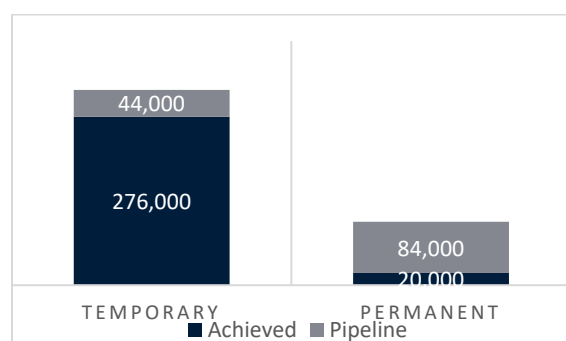 44,000
276,000
84,000
20,000
TEMPORARY PERMANENT
Achieved Pipeline